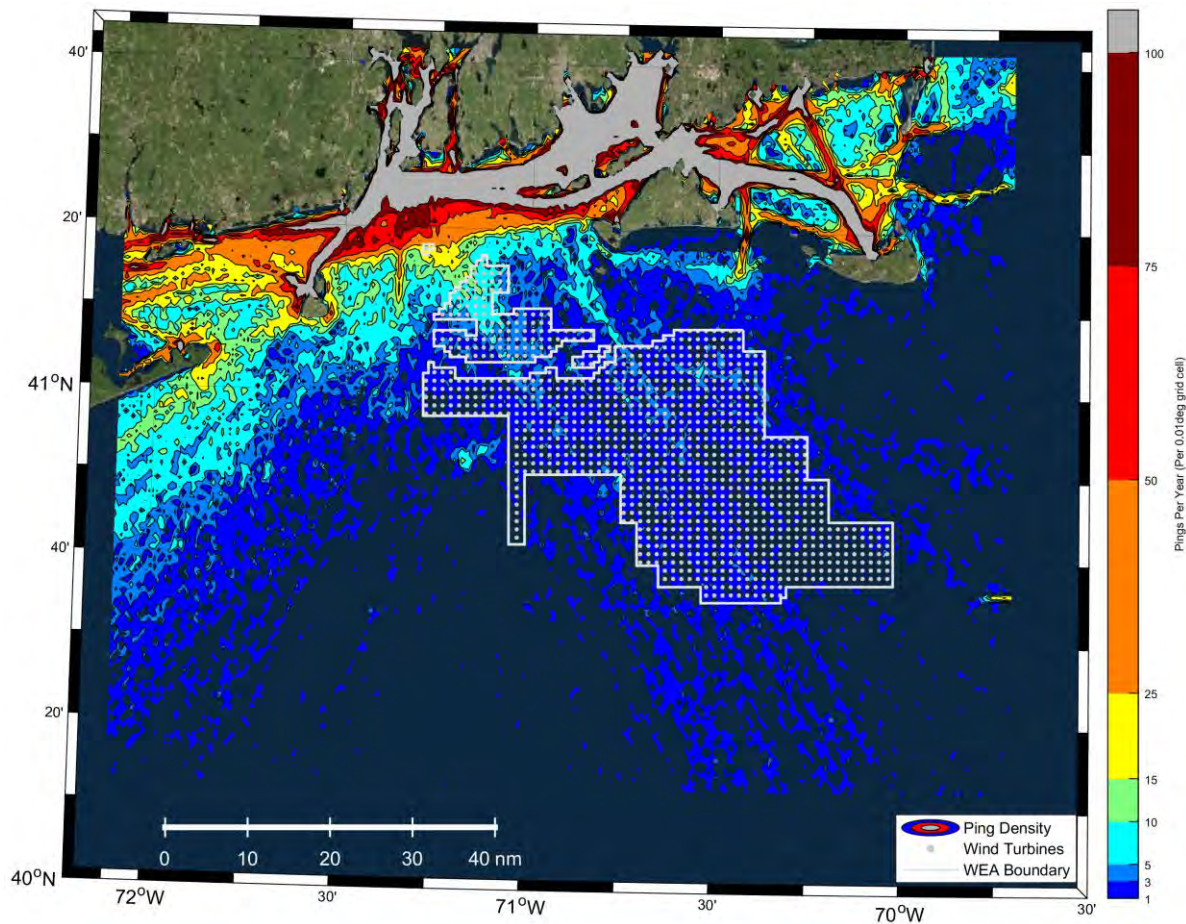 40'
20'
41°N
40'
20'
40°N
72°W
30'
71°W
30'
70°W
30'
0 10 20 30 40 nm
Ping Density
Wind Turbines
WEA Boundary
100
75
50
25
15
10
5
3
1
Pings Per Year (Per 0.01deg grid cell)